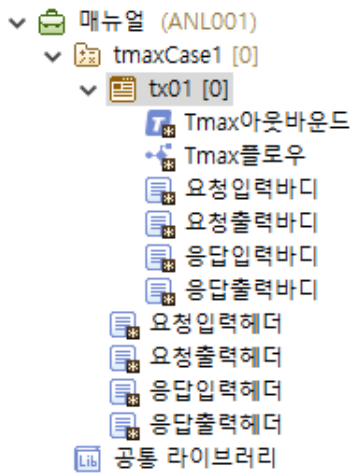 매뉴얼 (ANL001)
tmaxCase1 [0]
tx01 [0]
Tmax아웃바운드
Tmax플로우
요청입력바디
요청출력바디
응답입력바디
응답출력바디
요청입력헤더
요청출력헤더
응답입력헤더
응답출력헤더
Lib 공통 라이브러리